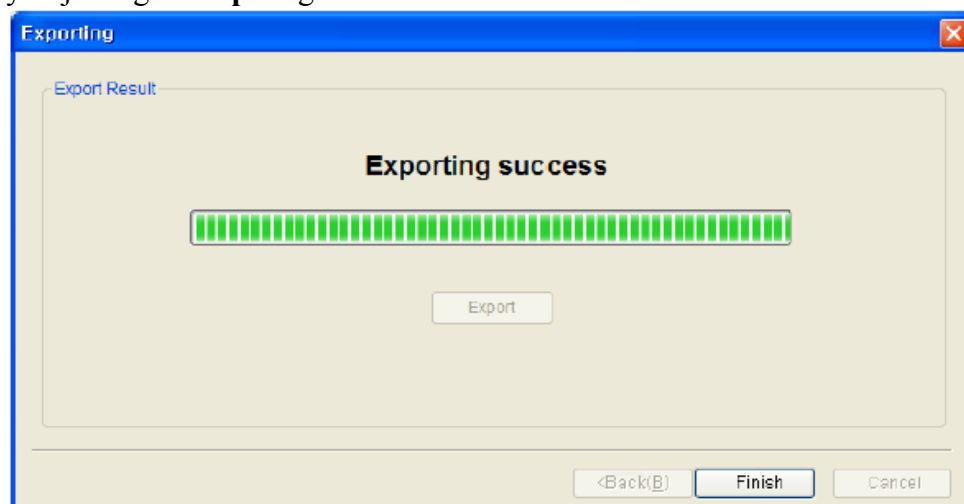 Exporting
Export Result
Exporting success
Export
<Back(B) Finish Cancel